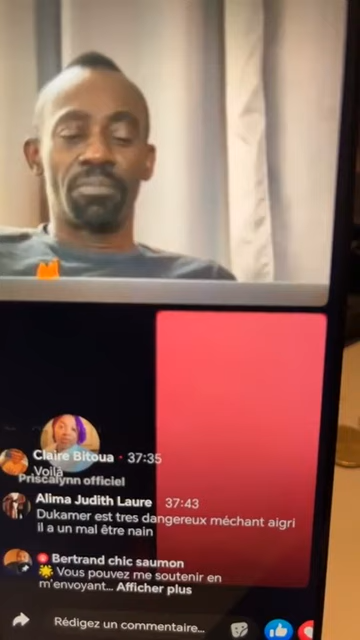 Claire Bitoua · 37:35
Voilà
Priscalynn officiel
Alima Judith Laure 37:43
Dukamer est tres dangereux méchant aigri
il a un mal être nain
Bertrand chic saumon
🌟 Vous pouvez me soutenir en
m'envoyant... Afficher plus
Rédigez un commentaire...